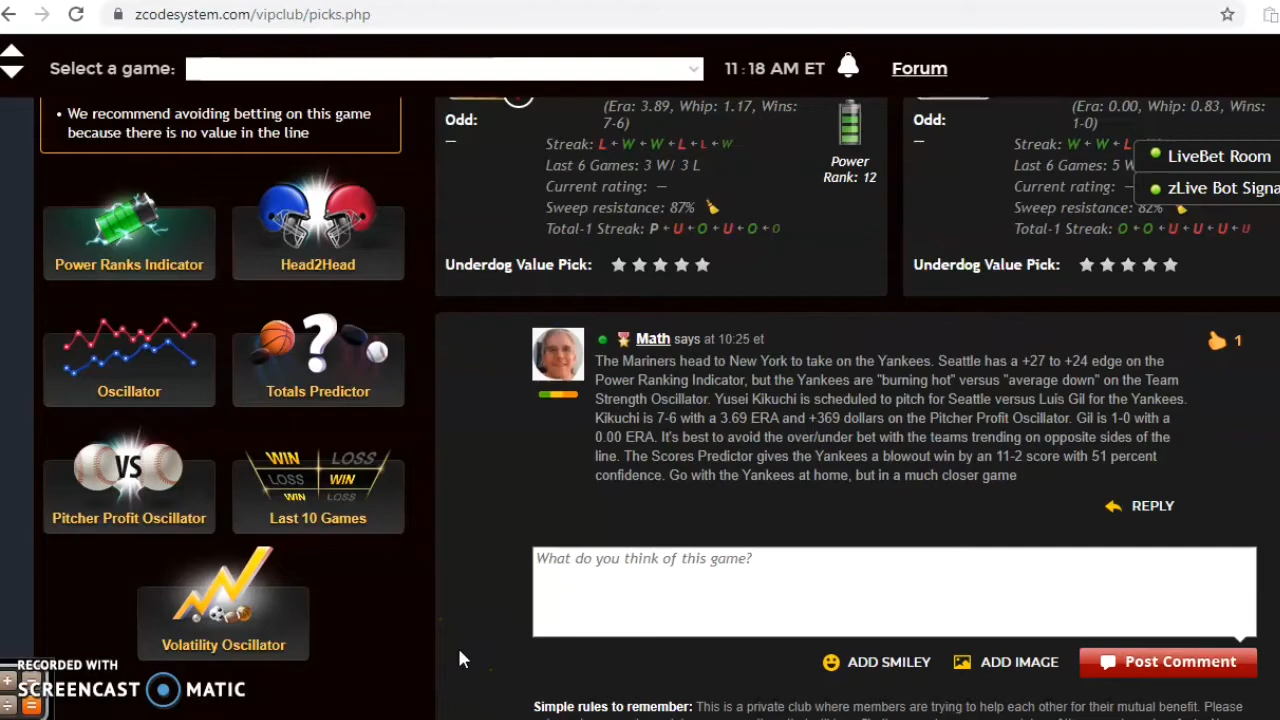 zcodesystem.com/vipclub/picks.php
Select a game:
11:18 AM ET
Forum
• We recommend avoiding betting on this game
because there is no value in the line
Power Ranks Indicator
Head2Head
Oscillator
Totals Predictor
VS
Pitcher Profit Oscillator
WIN LOSS
LOSS WIN
WIN LOSS
Last 10 Games
Volatility Oscillator
RECORDED WITH
SCREENCAST MATIC
(Era: 3.89, Whip: 1.17, Wins:
7-6)
Odd:
—
Streak: L ← W ← W ← L ← L ← W
Last 6 Games: 3 W/ 3 L
Current rating: —
Sweep resistance: 87%
Total-1 Streak: P ← U ← O ← U ← O ← O
Power
Rank: 12
Underdog Value Pick:
(Era: 0.00, Whip: 0.83, Wins:
1-0)
Odd:
—
Streak: W ← W ← L
Last 6 Games: 5 W
Current rating: —
Sweep resistance: 82%
Total-1 Streak: O ← O ← U ← U ← U ← U
Underdog Value Pick:
LiveBet Room
zLive Bot Signa
Math says at 10:25 et
1
The Mariners head to New York to take on the Yankees. Seattle has a +27 to +24 edge on the
Power Ranking Indicator, but the Yankees are "burning hot" versus "average down" on the Team
Strength Oscillator. Yusei Kikuchi is scheduled to pitch for Seattle versus Luis Gil for the Yankees.
Kikuchi is 7-6 with a 3.69 ERA and +369 dollars on the Pitcher Profit Oscillator. Gil is 1-0 with a
0.00 ERA. It's best to avoid the over/under bet with the teams trending on opposite sides of the
line. The Scores Predictor gives the Yankees a blowout win by an 11-2 score with 51 percent
confidence. Go with the Yankees at home, but in a much closer game
REPLY
What do you think of this game?
ADD SMILEY
ADD IMAGE
Post Comment
Simple rules to remember: This is a private club where members are trying to help each other for their mutual benefit. Please